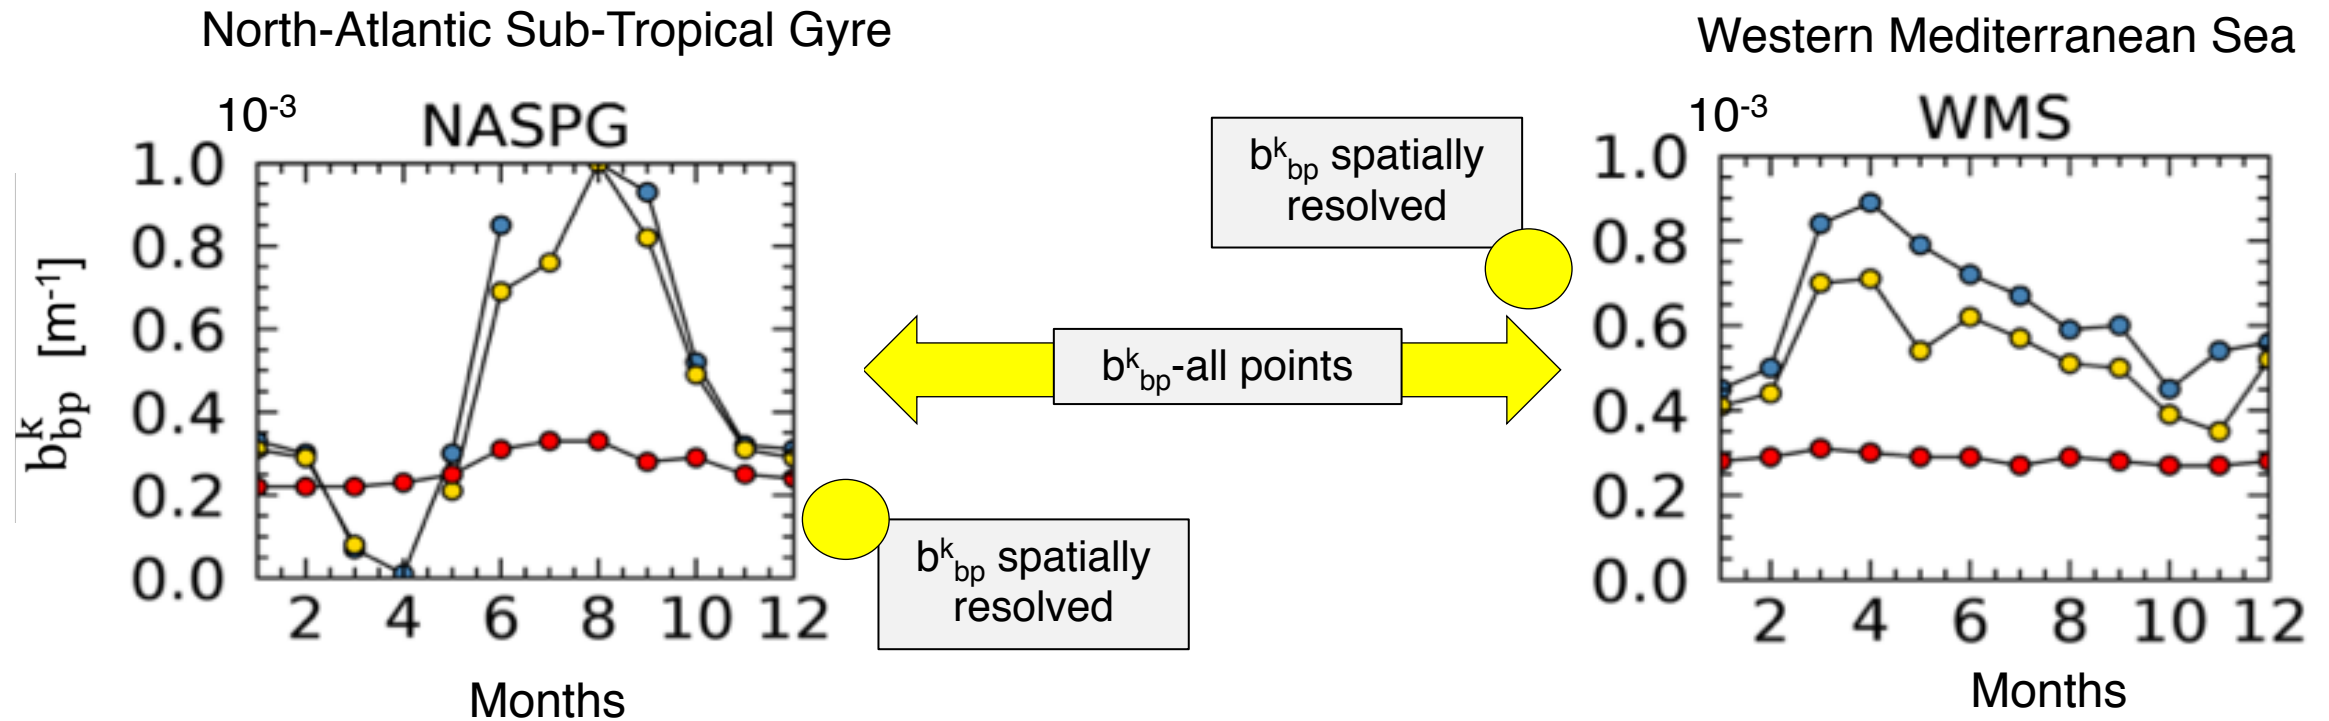 North-Atlantic Sub-Tropical Gyre
Western Mediterranean Sea
10⁻³
NASPG
1.0
0.8
0.6
0.4
0.2
0.0
2 4 6 8 10 12
Months
bᵏbp [m⁻¹]
bᵏbp spatially
resolved
bᵏbp-all points
bᵏbp spatially
resolved
10⁻³
WMS
1.0
0.8
0.6
0.4
0.2
0.0
2 4 6 8 10 12
Months